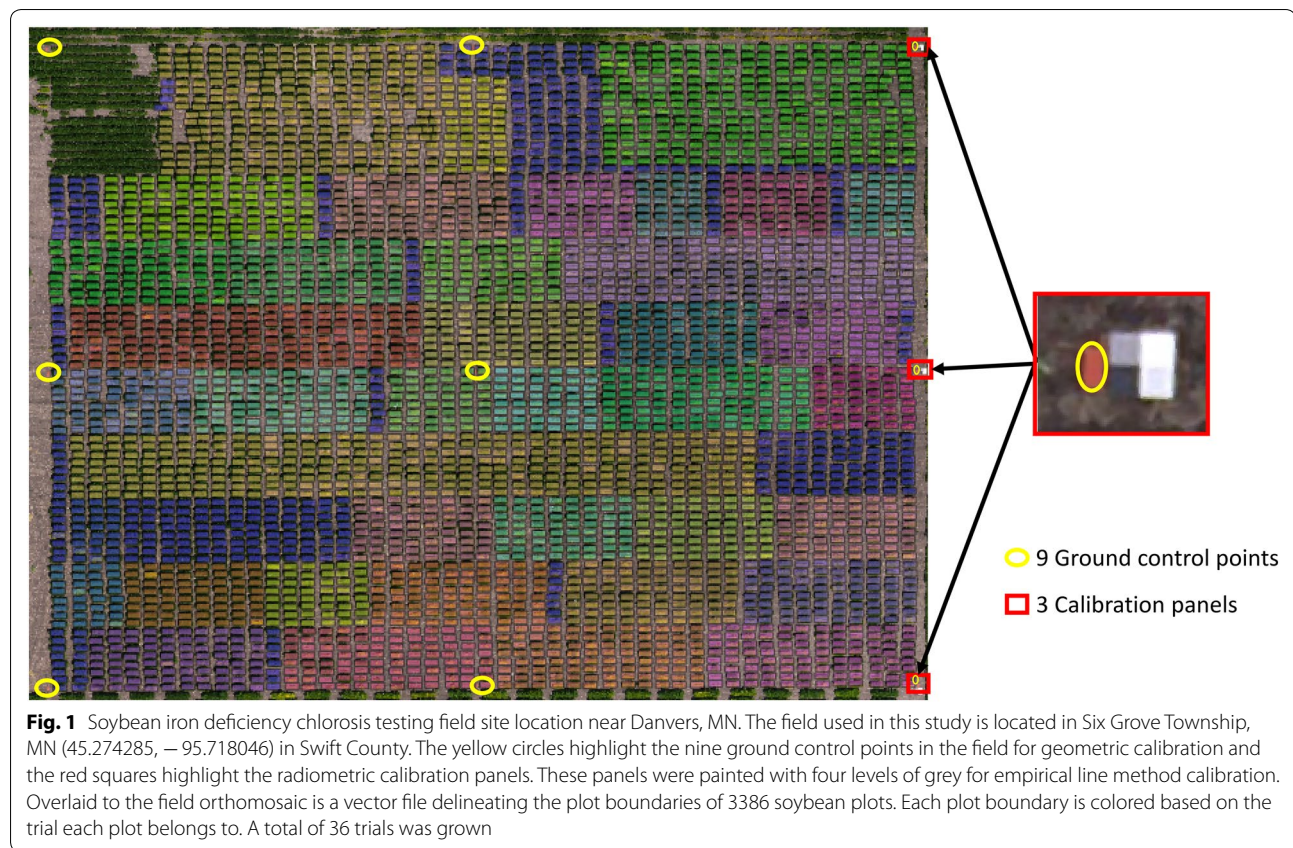 9 Ground control points
3 Calibration panels
Fig. 1 Soybean iron deficiency chlorosis testing field site location near Danvers, MN. The field used in this study is located in Six Grove Township,
MN (45.274285, − 95.718046) in Swift County. The yellow circles highlight the nine ground control points in the field for geometric calibration and
the red squares highlight the radiometric calibration panels. These panels were painted with four levels of grey for empirical line method calibration.
Overlaid to the field orthomosaic is a vector file delineating the plot boundaries of 3386 soybean plots. Each plot boundary is colored based on the
trial each plot belongs to. A total of 36 trials was grown